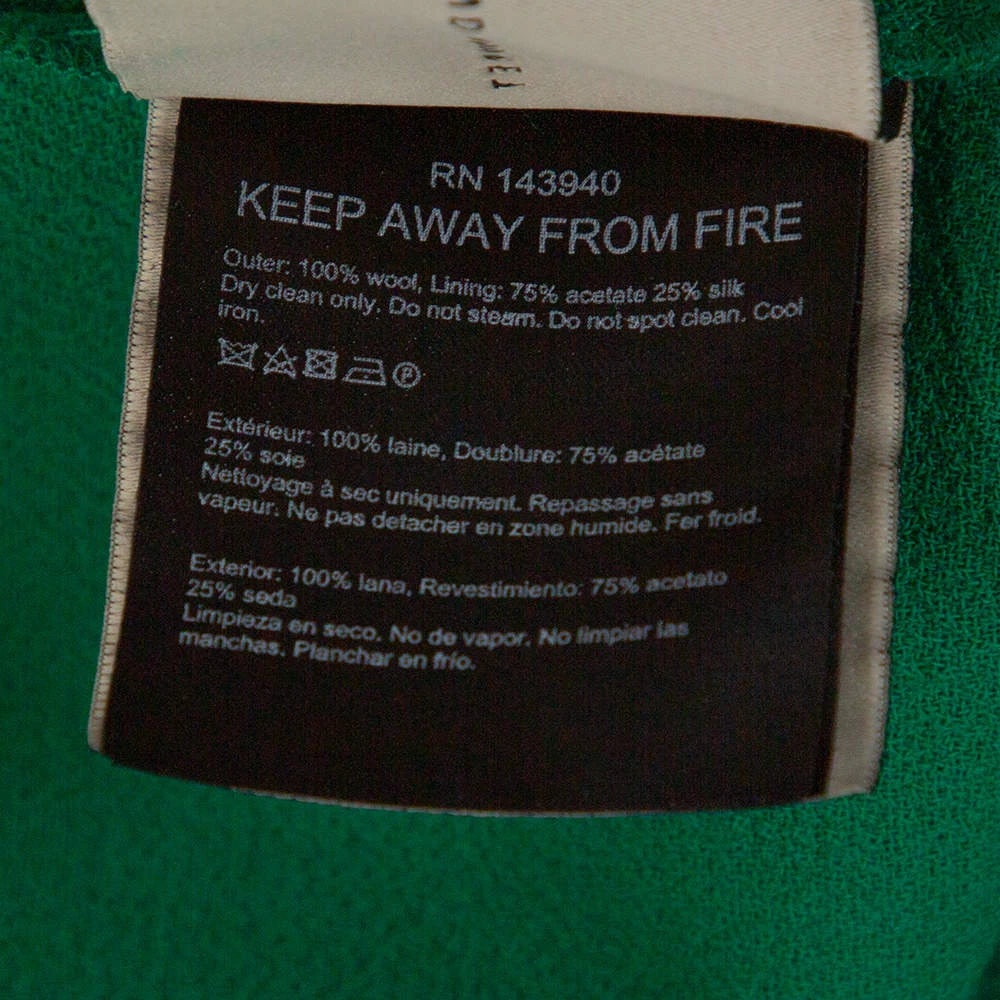 RN 143940
KEEP AWAY FROM FIRE
Outer: 100% wool, Lining: 75% acetate 25% silk
Dry clean only. Do not steam. Do not spot clean. Cool
iron.
P
Extérieur: 100% laine, Doublure: 75% acétate
25% soie
Nettoyage à sec uniquement. Repassage sans
vapeur. Ne pas detacher en zone humide. Fer froid.
Exterior: 100% lana, Revestimiento: 75% acetato
25% seda
Limpieza en seco. No de vapor. No limpiar las
manchas. Planchar en frío.